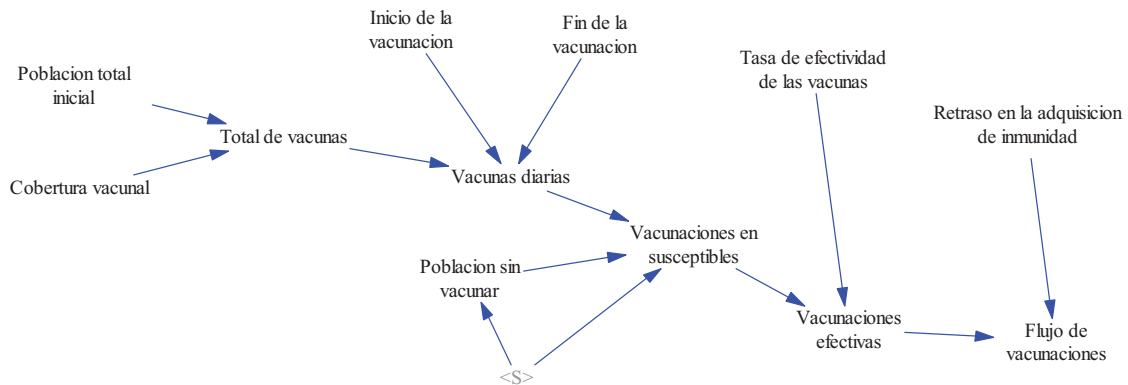 Inicio de la
vacunacion
Fin de la
vacunacion
Tasa de efectividad
de las vacunas
Poblacion total
inicial
Retraso en la adquisicion
de inmunidad
Total de vacunas
Cobertura vacunal
Vacunas diarias
Vacunaciones en
susceptibles
Poblacion sin
vacunar
Vacunaciones
efectivas
Flujo de
vacunaciones
<S>